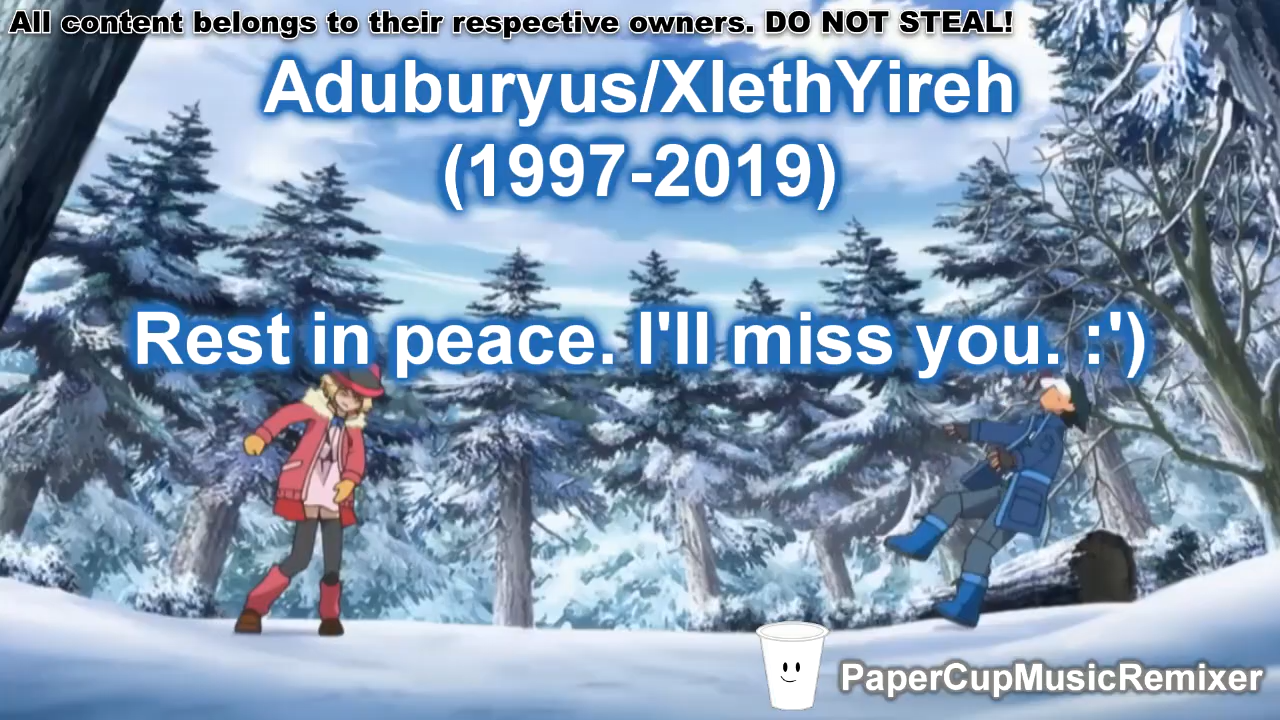 All content belongs to their respective owners. DO NOT STEAL!
Aduburyus/XlethYireh
(1997-2019)
Rest in peace. I'll miss you. :')
PaperCupMusicRemixer